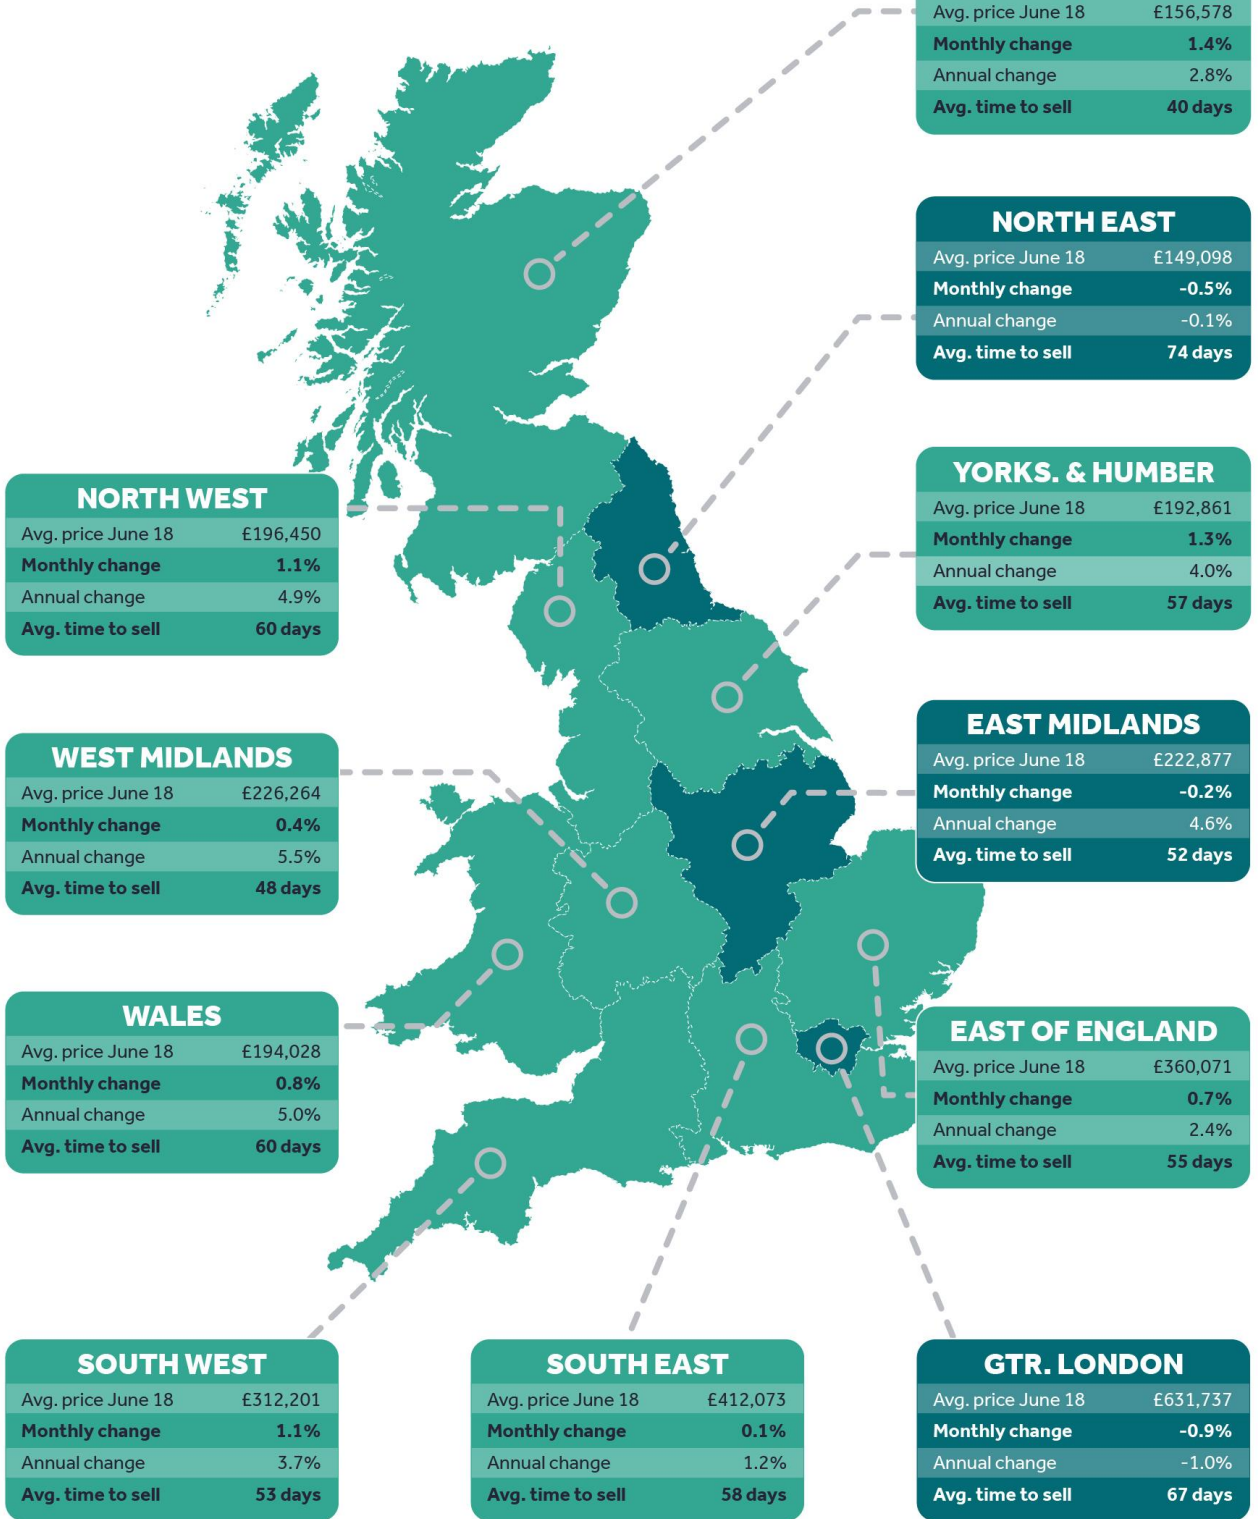 Avg. price June 18 £156,578
Monthly change 1.4%
Annual change 2.8%
Avg. time to sell 40 days
NORTH EAST
Avg. price June 18 £149,098
Monthly change -0.5%
Annual change -0.1%
Avg. time to sell 74 days
NORTH WEST
Avg. price June 18 £196,450
Monthly change 1.1%
Annual change 4.9%
Avg. time to sell 60 days
YORKS. & HUMBER
Avg. price June 18 £192,861
Monthly change 1.3%
Annual change 4.0%
Avg. time to sell 57 days
WEST MIDLANDS
Avg. price June 18 £226,264
Monthly change 0.4%
Annual change 5.5%
Avg. time to sell 48 days
EAST MIDLANDS
Avg. price June 18 £222,877
Monthly change -0.2%
Annual change 4.6%
Avg. time to sell 52 days
WALES
Avg. price June 18 £194,028
Monthly change 0.8%
Annual change 5.0%
Avg. time to sell 60 days
EAST OF ENGLAND
Avg. price June 18 £360,071
Monthly change 0.7%
Annual change 2.4%
Avg. time to sell 55 days
SOUTH WEST
Avg. price June 18 £312,201
Monthly change 1.1%
Annual change 3.7%
Avg. time to sell 53 days
SOUTH EAST
Avg. price June 18 £412,073
Monthly change 0.1%
Annual change 1.2%
Avg. time to sell 58 days
GTR. LONDON
Avg. price June 18 £631,737
Monthly change -0.9%
Annual change -1.0%
Avg. time to sell 67 days